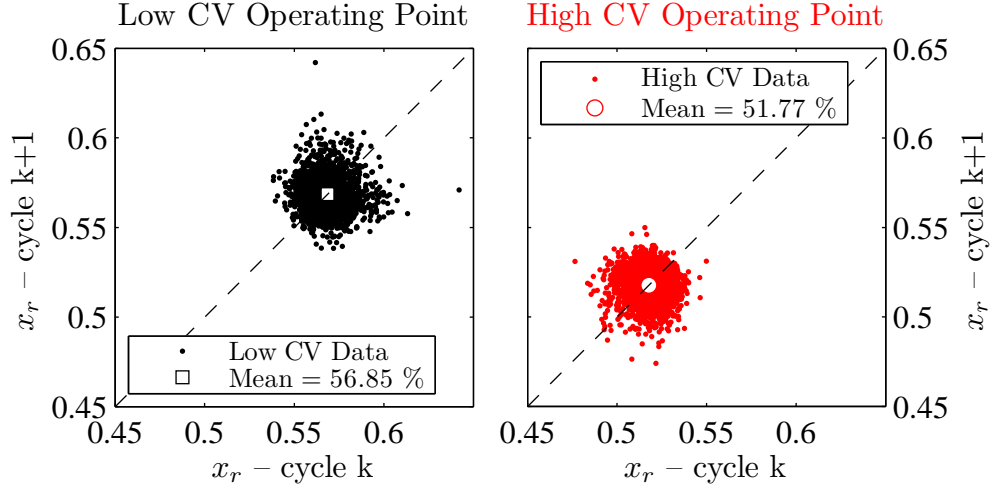 Low CV Operating Point
0.65
0.6
0.55
0.5
0.45
x_r – cycle k+1
Low CV Data
Mean = 56.85 %
0.45 0.5 0.55 0.6
x_r – cycle k
High CV Operating Point
High CV Data
Mean = 51.77 %
0.65
0.6
0.55
0.5
0.45
x_r – cycle k+1
0.45 0.5 0.55 0.6
x_r – cycle k